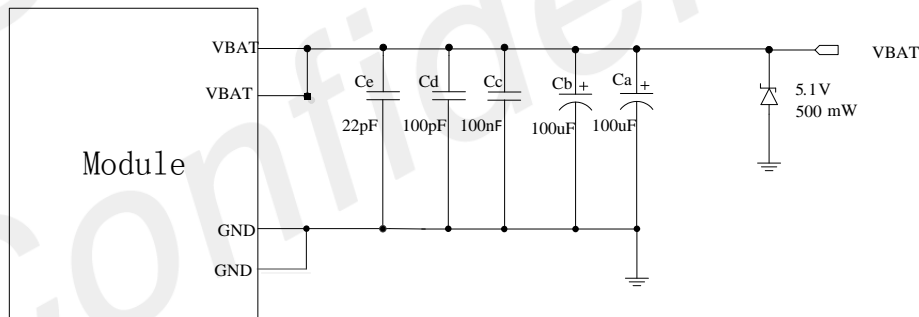 VBAT
VBAT
VBAT
Ce
Cd
Cc
Cb +
Ca +
22pF
100pF
100nF
100uF
100uF
5.1V
500 mW
Module
GND
GND
Confiden